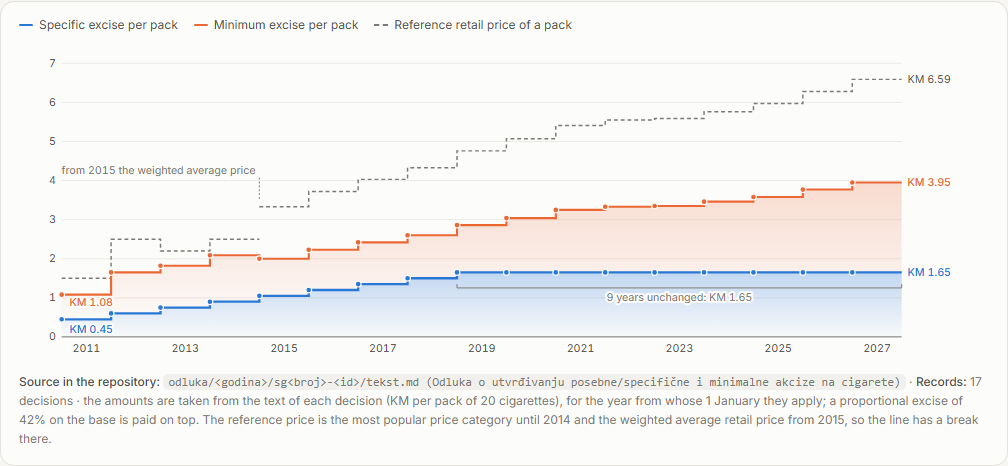 Specific excise per pack Minimum excise per pack Reference retail price of a pack
7
KM 6.59
6
5
from 2015 the weighted average price
4
KM 3.95
3
2
KM 1.65
KM 1.08
9 years unchanged: KM 1.65
1
KM 0.45
0
2011 2013 2015 2017 2019 2021 2023 2025 2027
Source in the repository: odluka/<godina>/sg<broj>-<id>/tekst.md (Odluka o utvrđivanju posebne/specifične i minimalne akcize na cigarete) · Records: 17
decisions · the amounts are taken from the text of each decision (KM per pack of 20 cigarettes), for the year from whose 1 January they apply; a proportional excise of
42% on the base is paid on top. The reference price is the most popular price category until 2014 and the weighted average retail price from 2015, so the line has a break
there.